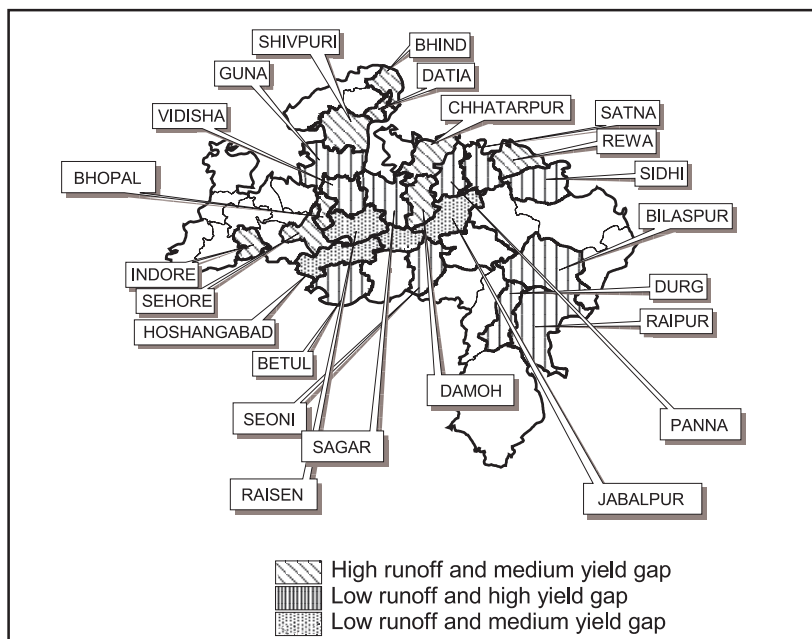 SHIVPURI
BHIND
GUNA
DATIA
VIDISHA
CHHATARPUR
SATNA
REWA
BHOPAL
SIDHI
BILASPUR
INDORE
SEHORE
DURG
HOSHANGABAD
RAIPUR
BETUL
DAMOH
SEONI
PANNA
SAGAR
RAISEN
JABALPUR
High runoff and medium yield gap
Low runoff and high yield gap
Low runoff and medium yield gap